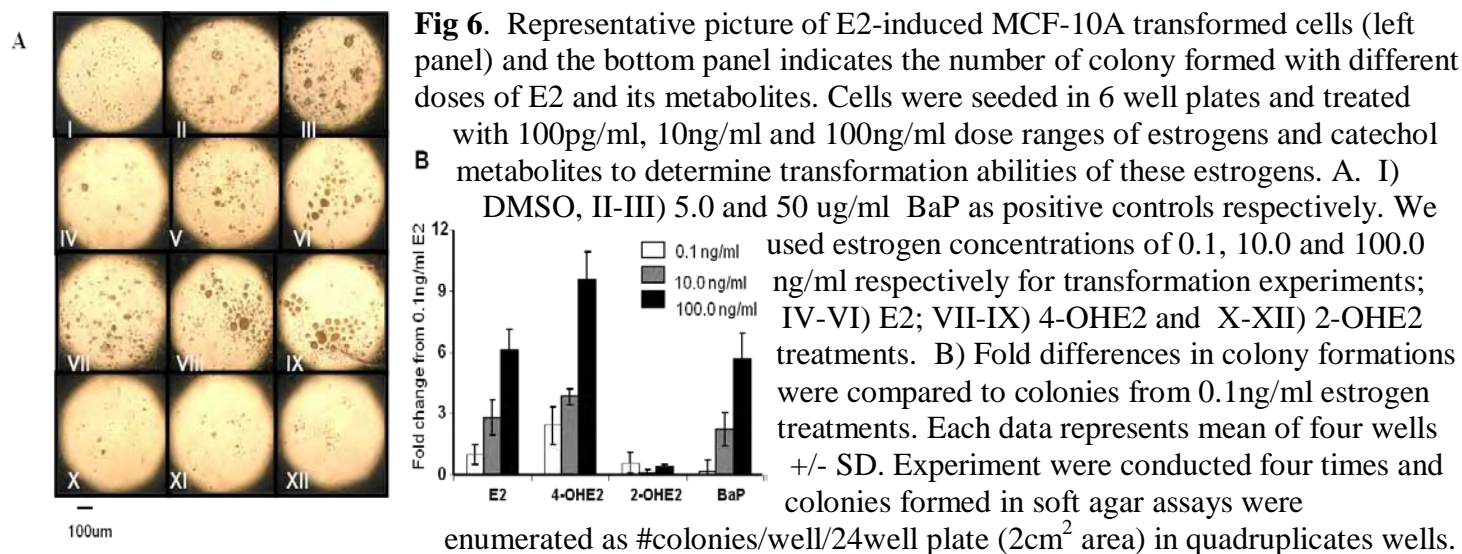 A
I
II
III
IV
V
VI
VII
VIII
IX
X
XI
XII
100um
Fig 6. Representative picture of E2-induced MCF-10A transformed cells (left
panel) and the bottom panel indicates the number of colony formed with different
doses of E2 and its metabolites. Cells were seeded in 6 well plates and treated
with 100pg/ml, 10ng/ml and 100ng/ml dose ranges of estrogens and catechol
metabolites to determine transformation abilities of these estrogens. A. I)
DMSO, II-III) 5.0 and 50 ug/ml BaP as positive controls respectively. We
used estrogen concentrations of 0.1, 10.0 and 100.0
ng/ml respectively for transformation experiments;
IV-VI) E2; VII-IX) 4-OHE2 and X-XII) 2-OHE2
treatments. B) Fold differences in colony formations
were compared to colonies from 0.1ng/ml estrogen
treatments. Each data represents mean of four wells
+/- SD. Experiment were conducted four times and
colonies formed in soft agar assays were
enumerated as #colonies/well/24well plate (2cm² area) in quadruplicates wells.
B
Fold change from 0.1ng/ml E2
12
9
6
3
0
0.1 ng/ml
10.0 ng/ml
100.0 ng/ml
E2 4-OHE2 2-OHE2 BaP